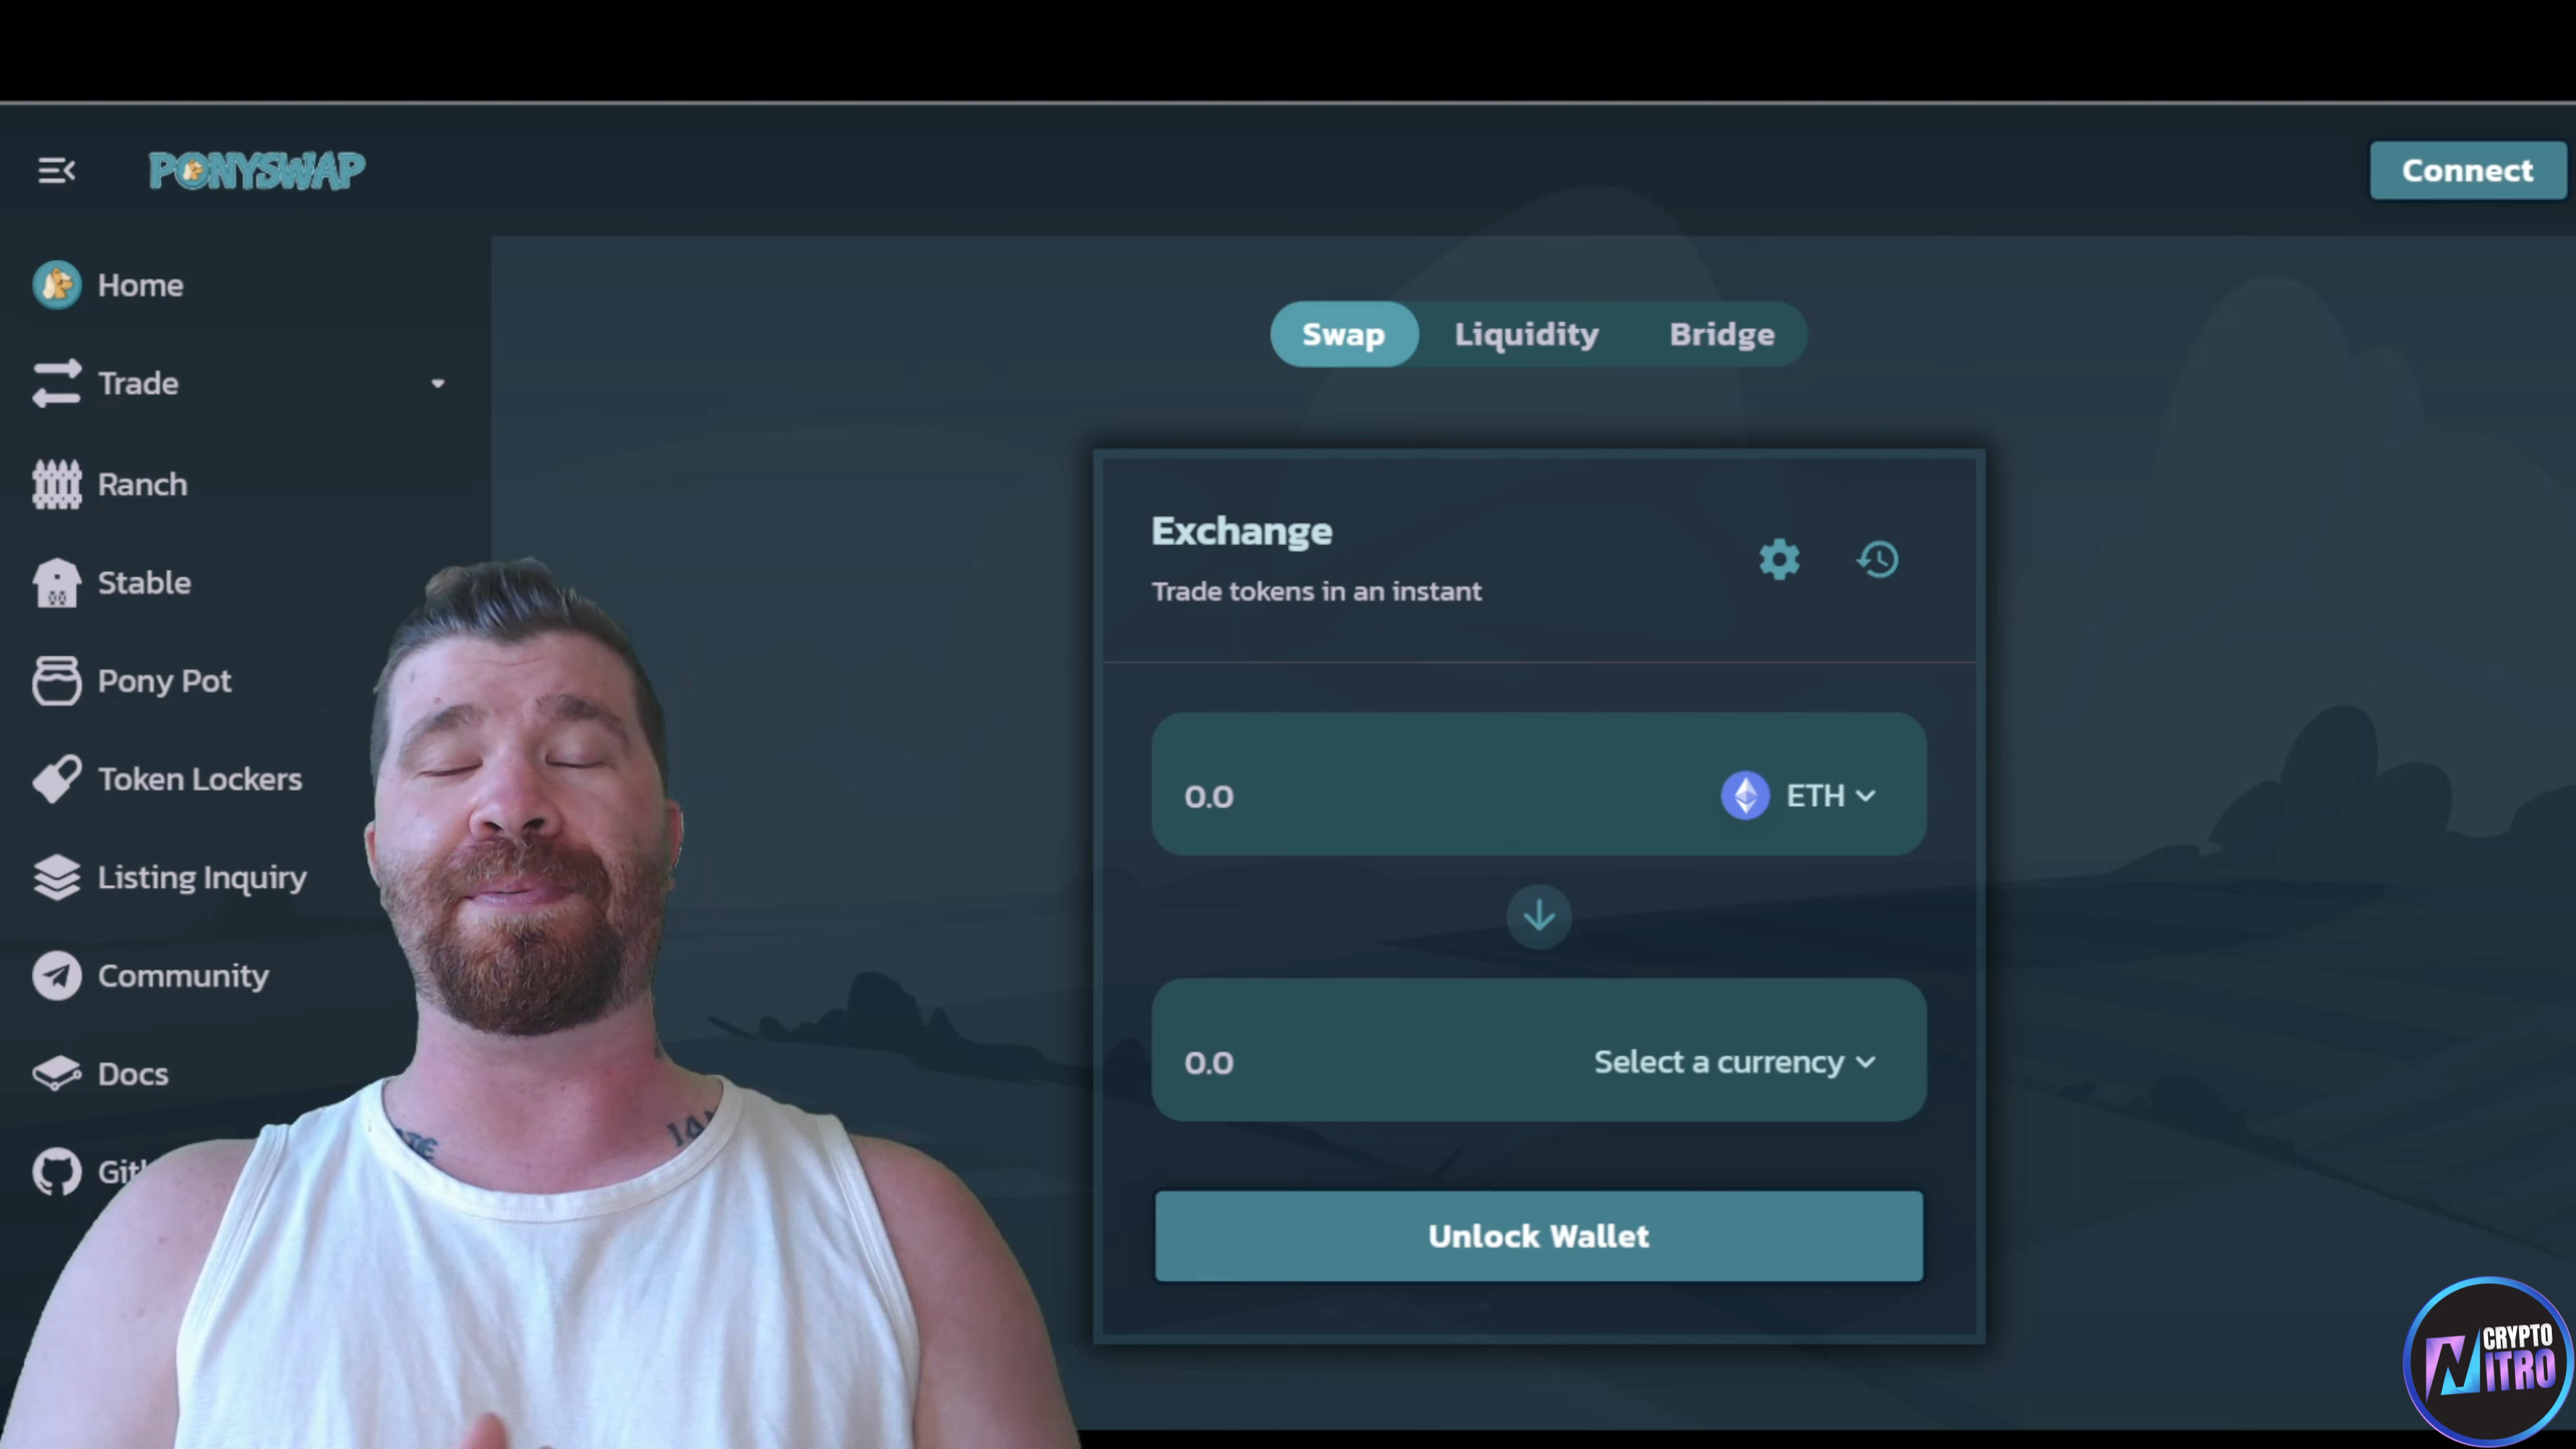 PONYSWAP
Connect
Home
Trade
Ranch
Stable
Pony Pot
Token Lockers
Listing Inquiry
Community
Docs
Swap
Liquidity
Bridge
Exchange
Trade tokens in an instant
0.0
ETH
0.0
Select a currency
Unlock Wallet
CRYPTO
NITRO